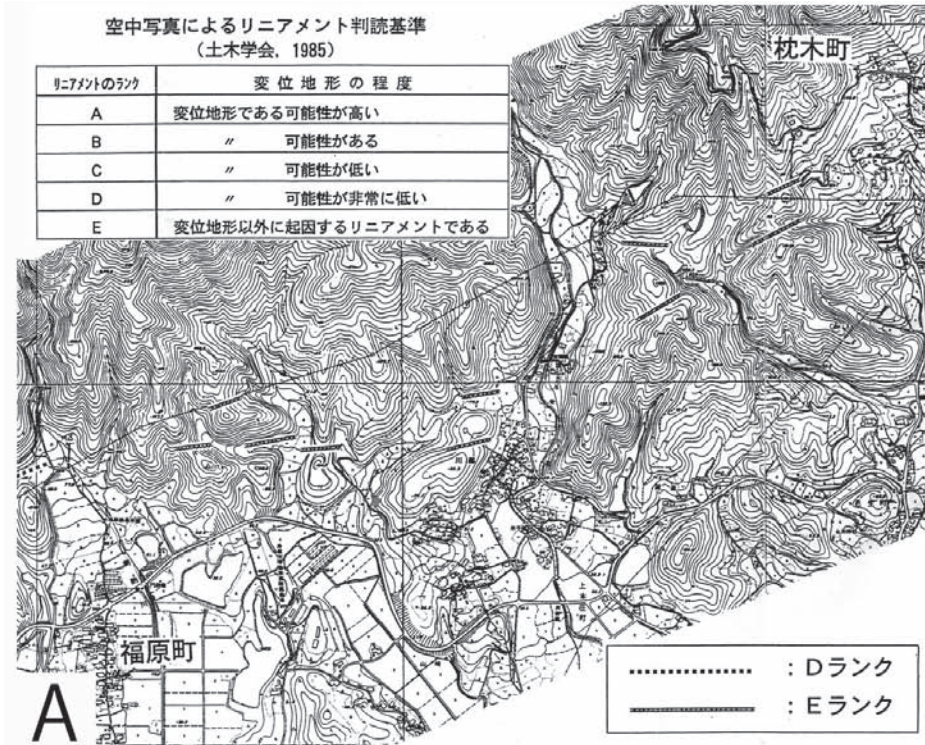 空中写真によるリニアメント判読基準
(土木学会, 1985)
リニアメントのランク 変位地形の程度
A 変位地形である可能性が高い
B 〃 可能性がある
C 〃 可能性が低い
D 〃 可能性が非常に低い
E 変位地形以外に起因するリニアメントである
枕木町
福原町
A
: Dランク
: Eランク